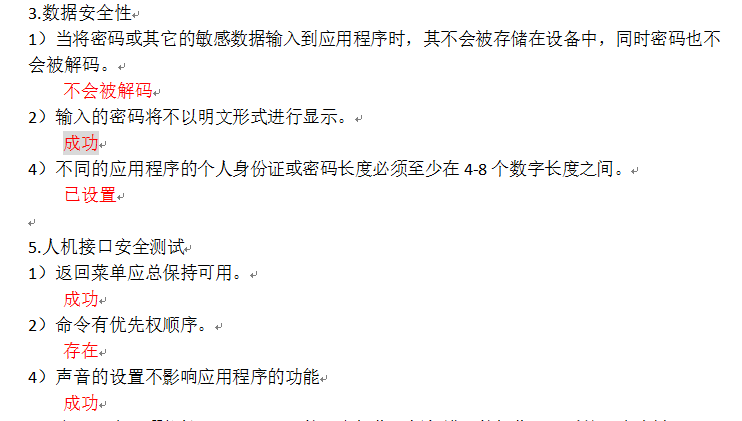 3.数据安全性
1）当将密码或其它的敏感数据输入到应用程序时，其不会被存储在设备中，同时密码也不
会被解码。
不会被解码
2）输入的密码将不以明文形式进行显示。
成功
4）不同的应用程序的个人身份证或密码长度必须至少在 4-8 个数字长度之间。
已设置
5.人机接口安全测试
1）返回菜单应总保持可用。
成功
2）命令有优先权顺序。
存在
4）声音的设置不影响应用程序的功能
成功